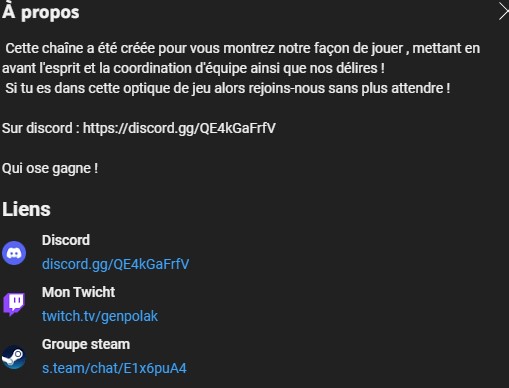 À propos
Cette chaîne a été créée pour vous montrez notre façon de jouer , mettant en
avant l'esprit et la coordination d'équipe ainsi que nos délires !
Si tu es dans cette optique de jeu alors rejoins-nous sans plus attendre !
Sur discord : https://discord.gg/QE4kGaFrfV
Qui ose gagne !
Liens
Discord
discord.gg/QE4kGaFrfV
Mon Twicht
twitch.tv/genpolak
Groupe steam
s.team/chat/E1x6puA4